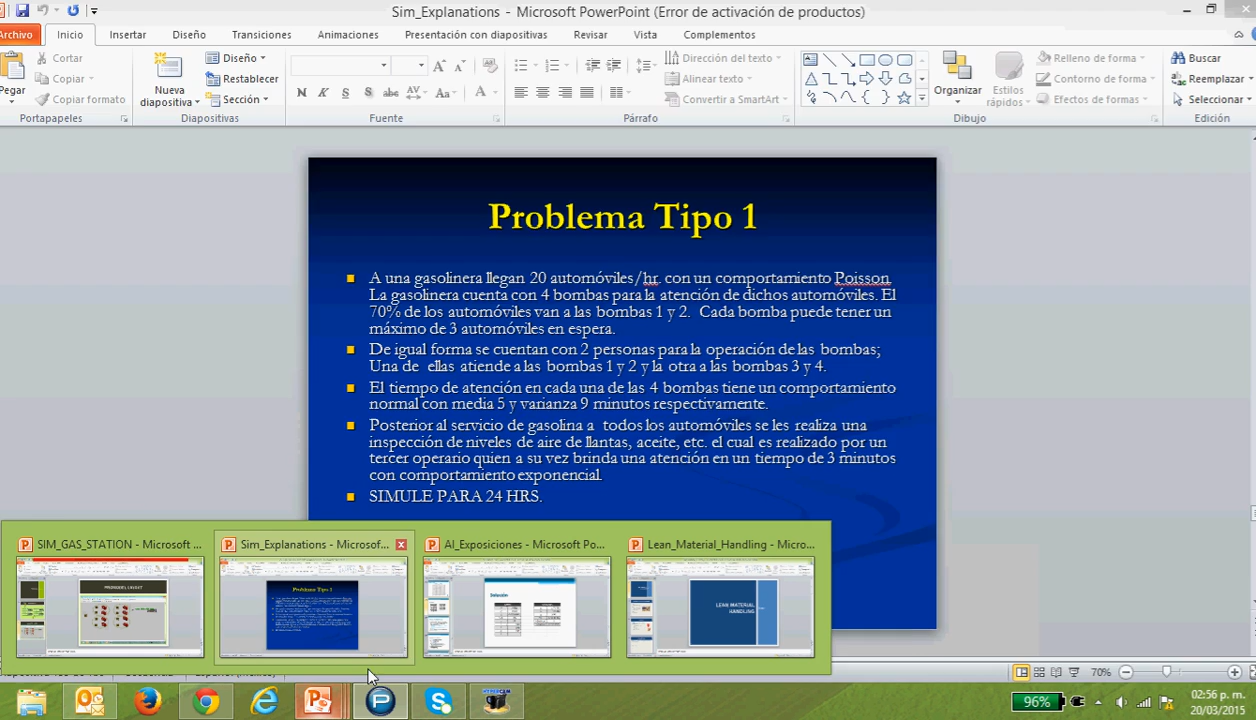 Sim_Explanations - Microsoft PowerPoint (Error de activación de productos)
Archivo Inicio Insertar Diseño Transiciones Animaciones Presentación con diapositivas Revisar Vista Complementos
Cortar Diseño Dirección del texto Relleno de forma Buscar
Copiar Restablecer Alinear texto Contorno de forma Reemplazar
Pegar Copiar formato Nueva diapositiva Sección N K S S abc AV Aa A Convertir a SmartArt Organizar Estilos rápidos Efectos de formas Seleccionar
Portapapeles Diapositivas Fuente Párrafo Dibujo Edición
Problema Tipo 1
A una gasolinera llegan 20 automóviles/hr. con un comportamiento Poisson.
La gasolinera cuenta con 4 bombas para la atención de dichos automóviles. El
70% de los automóviles van a las bombas 1 y 2. Cada bomba puede tener un
máximo de 3 automóviles en espera.
De igual forma se cuentan con 2 personas para la operación de las bombas;
Una de ellas atiende a las bombas 1 y 2 y la otra a las bombas 3 y 4.
El tiempo de atención en cada una de las 4 bombas tiene un comportamiento
normal con media 5 y varianza 9 minutos respectivamente.
Posterior al servicio de gasolina a todos los automóviles se les realiza una
inspección de niveles de aire de llantas, aceite, etc. el cual es realizado por un
tercer operario quien a su vez brinda una atención en un tiempo de 3 minutos
con comportamiento exponencial.
SIMULE PARA 24 HRS.
SIM_GAS_STATION - Microsoft ... Sim_Explanations - Microsof... AI_Exposiciones - Microsoft Po... Lean_Material_Handling - Micro...
Problema Tipo 1
LEAN MATERIAL
HANDLING
70%
96% 02:56 p. m.
20/03/2015